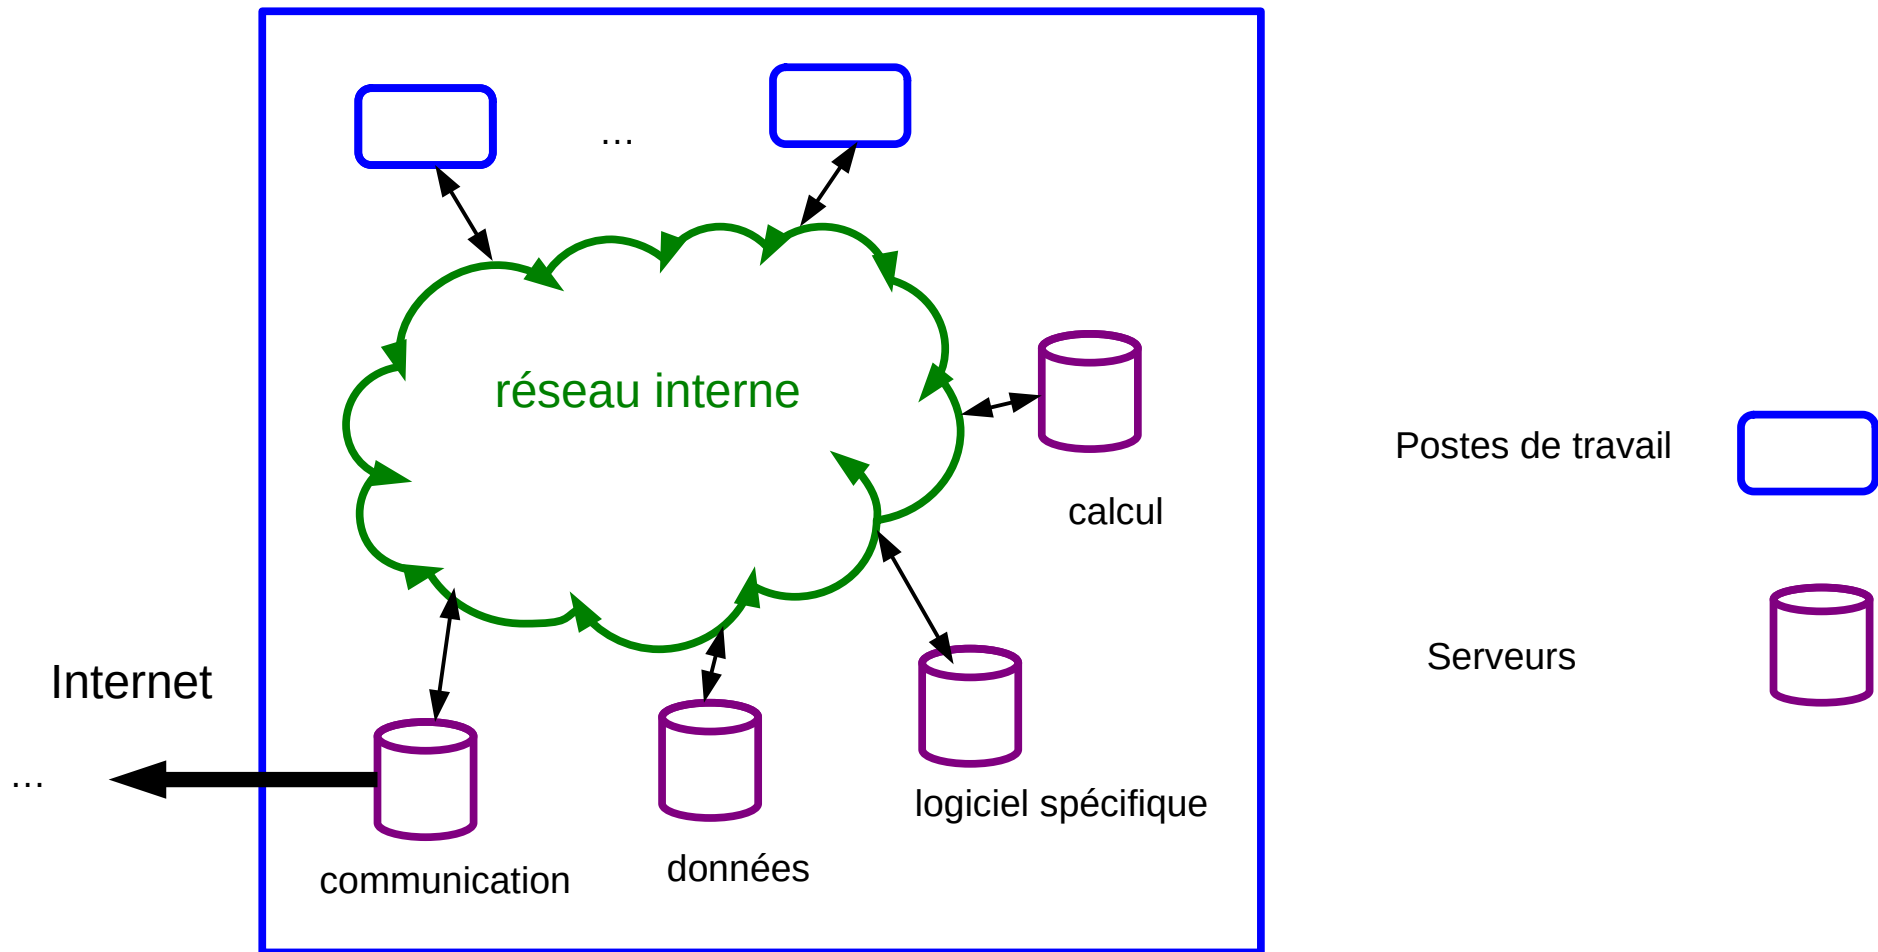 ...
réseau interne
calcul
Postes de travail
Serveurs
Internet
...
logiciel spécifique
données
communication